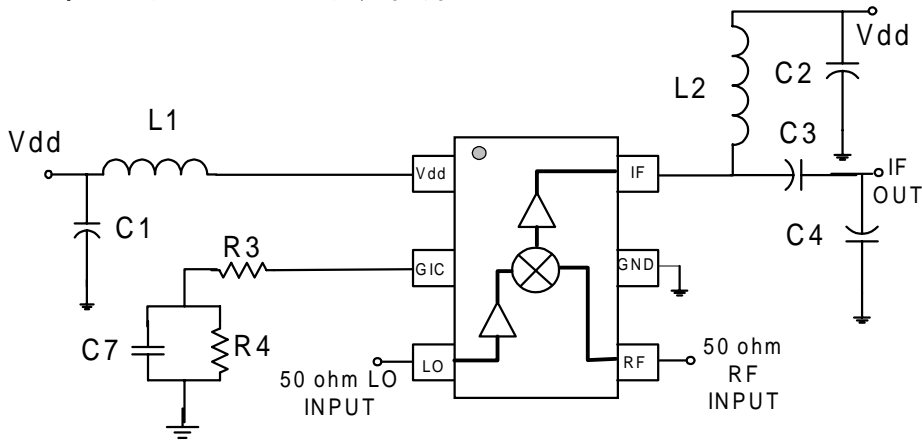 Vdd
C2
L2
L1
C3
Vdd
Vdd
IF
IF
OUT
C1
C4
R3
GIC
GND
C7
R4
LO
RF
50 ohm LO
INPUT
50 ohm
RF
INPUT